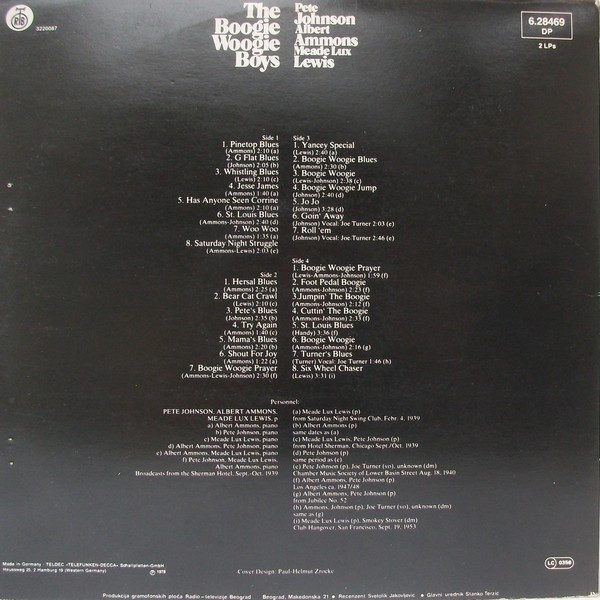 RTB
3220087
The
Boogie
Woogie
Boys
Pete
Johnson
Albert
Ammons
Meade Lux
Lewis
6.28469
DP
2 LPs
Side 1
1. Pinetop Blues
(Ammons) 2:10 (a)
2. G Flat Blues
(Johnson) 2:05 (b)
3. Whistling Blues
(Lewis) 2:10 (c)
4. Jesse James
(Ammons) 1:40 (a)
5. Has Anyone Seen Corrine
(Ammons) 2:10 (a)
6. St. Louis Blues
(Ammons-Johnson) 2:40 (d)
7. Woo Woo
(Ammons) 1:35 (a)
8. Saturday Night Struggle
(Ammons-Lewis) 2:03 (e)
Side 2
1. Hersal Blues
(Ammons) 2:25 (a)
2. Bear Cat Crawl
(Lewis) 2:10 (c)
3. Pete's Blues
(Johnson) 2:35 (b)
4. Try Again
(Ammons) 1:40 (c)
5. Mama's Blues
(Ammons) 2:20 (b)
6. Shout For Joy
(Ammons) 1:22 (a)
7. Boogie Woogie Prayer
(Ammons-Lewis-Johnson) 2:30 (f)
Side 3
1. Yancey Special
(Lewis) 2:40 (a)
2. Boogie Woogie Blues
(Ammons) 2:30 (b)
3. Boogie Woogie
(Lewis-Johnson) 2:38 (c)
4. Boogie Woogie Jump
(Johnson) 2:40 (d)
5. Jo Jo
(Johnson) 3:28 (d)
6. Goin' Away
(Johnson) Vocal: Joe Turner 2:03 (e)
7. Roll 'em
(Johnson) Vocal: Joe Turner 2:46 (e)
Side 4
1. Boogie Woogie Prayer
(Lewis-Ammons-Johnson) 1:59 (f)
2. Foot Pedal Boogie
(Ammons-Johnson) 2:23 (f)
3.Jumpin' The Boogie
(Ammons-Johnson) 2:12 (f)
4. Cuttin' The Boogie
(Ammons-Johnson) 2:33 (f)
5. St. Louis Blues
(Handy) 3:36 (f)
6. Boogie Woogie
(Ammons-Johnson) 2:16 (g)
7. Turner's Blues
(Turner) Vocal: Joe Turner 1:46 (h)
8. Six Wheel Chaser
(Lewis) 3:31 (i)
Personnel:
PETE JOHNSON, ALBERT AMMONS,
MEADE LUX LEWIS, p
a) Albert Ammons, piano
b) Pete Johnson, piano
c) Meade Lux Lewis, piano
d) Albert Ammons, Pete Johnson, piano
e) Albert Ammons, Meade Lux Lewis, piano
f) Pete Johnson, Meade Lux Lewis,
Albert Ammons, piano
Broadcasts from the Sherman Hotel, Sept.-Oct. 1939
(a) Meade Lux Lewis (p)
from Saturday Night Swing Club, Febr. 4, 1939
(b) Albert Ammons (p)
same dates as (a)
(c) Meade Lux Lewis, Pete Johnson (p)
from Hotel Sherman, Chicago Sept./Oct. 1939
(d) Pete Johnson (p)
same period as (c)
(e) Pete Johnson (p), Joe Turner (vo), unknown (dm)
Chamber Music Society of Lower Basin Street Aug. 18, 1940
(f) Albert Ammons, Pete Johnson (p)
Los Angeles ca. 1947/48
(g) Albert Ammons, Pete Johnson (p)
from Jubilee No. 52
(h) Ammons, Johnson (p), Joe Turner (vo), unknown (dm)
same as (g)
(i) Meade Lux Lewis (p), Smokey Stover (dm)
Club Hangover, San Francisco, Sept. 19, 1953
Made in Germany TELDEC »TELEFUNKEN-DECCA« Schallplatten-GmbH
Heussweg 25, 2 Hamburg 19 (Western Germany) Ⓟ 1978
Cover Design: Paul-Helmut Zrocke
LC 0356
Produkcija gramofonskih ploča Radio-televizije Beograd Beograd, Makedonska 21 ★ Recenzent Svetolik Jakovljević ★ Glavni urednik Stanko Terzić